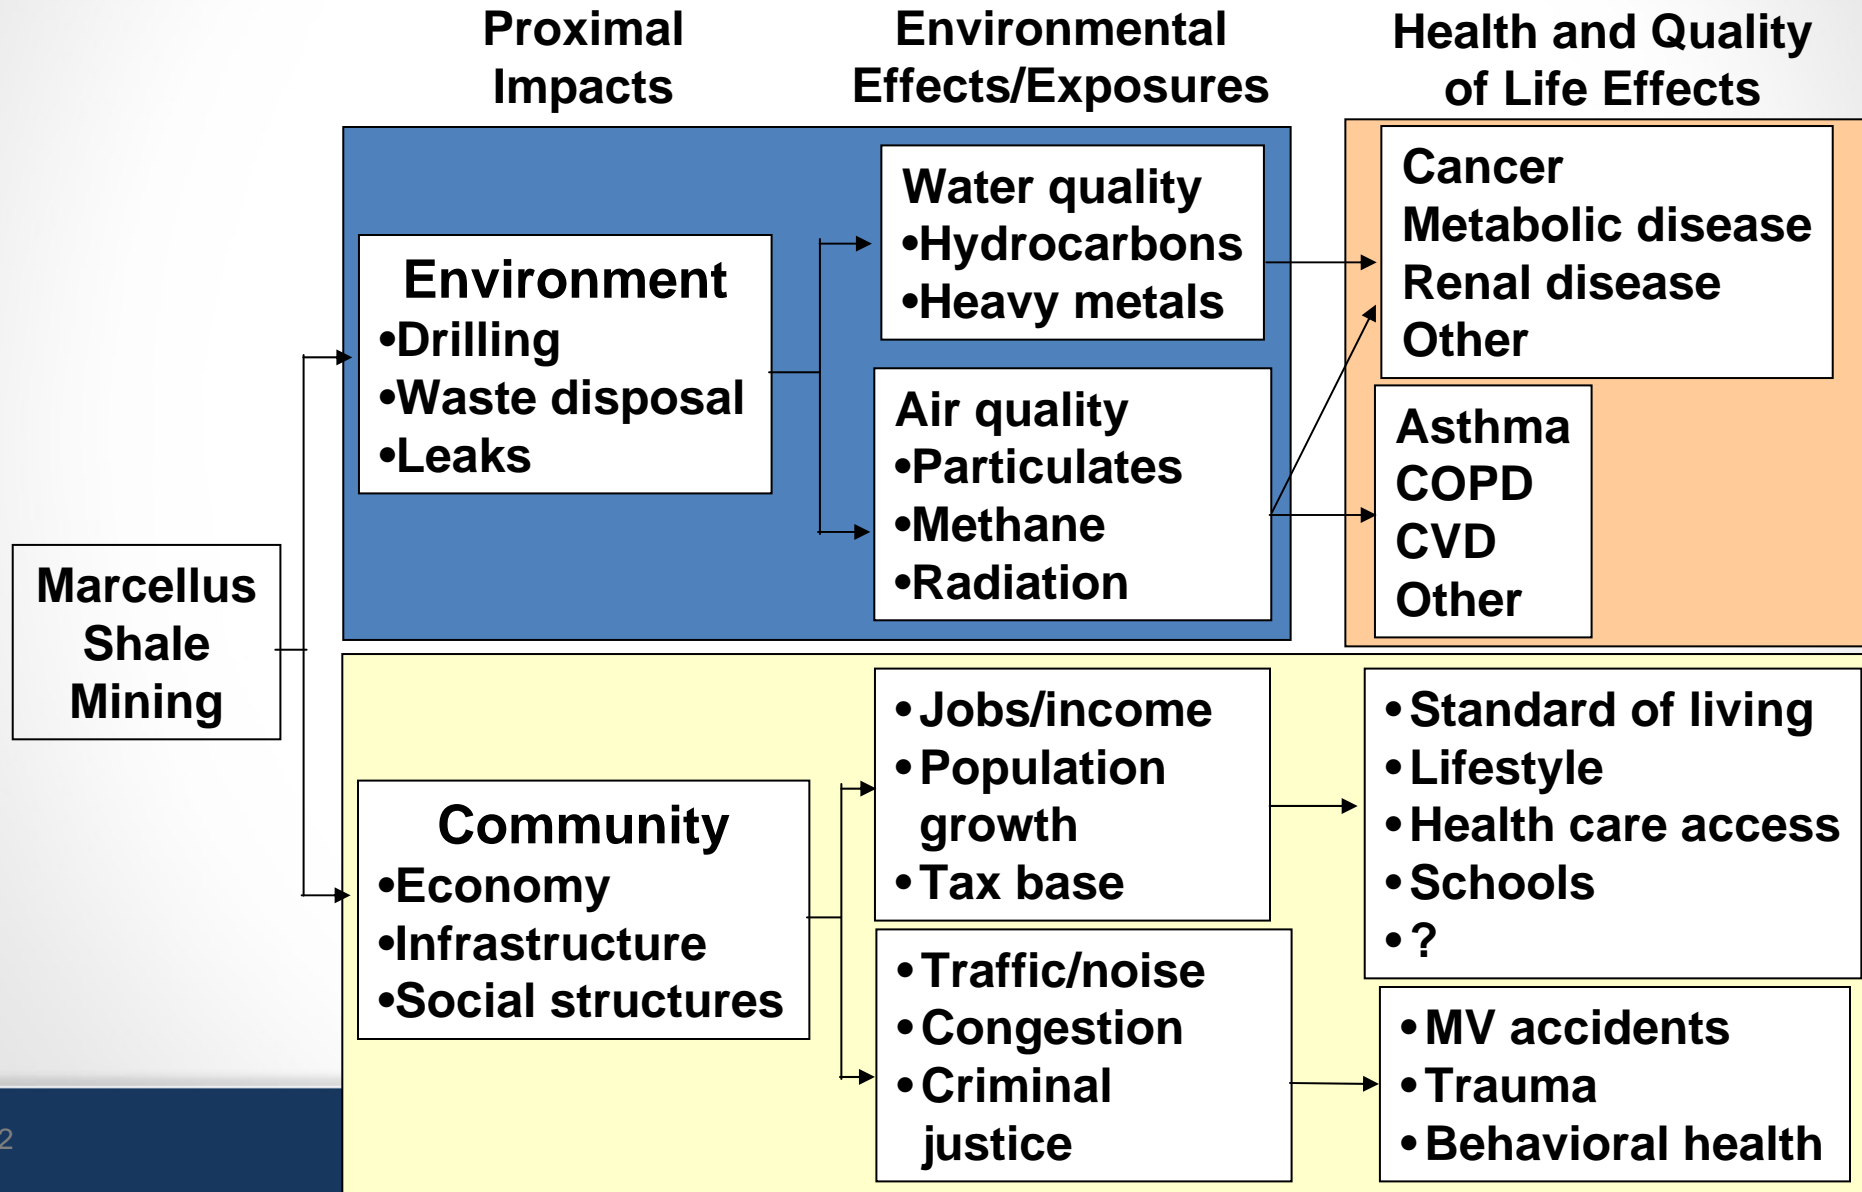 Proximal
Impacts
Environmental
Effects/Exposures
Health and Quality
of Life Effects
Marcellus
Shale
Mining
Environment
•Drilling
•Waste disposal
•Leaks
Water quality
•Hydrocarbons
•Heavy metals
Air quality
•Particulates
•Methane
•Radiation
Cancer
Metabolic disease
Renal disease
Other
Asthma
COPD
CVD
Other
Community
•Economy
•Infrastructure
•Social structures
• Jobs/income
• Population
growth
• Tax base
• Traffic/noise
• Congestion
• Criminal
justice
• Standard of living
• Lifestyle
• Health care access
• Schools
• ?
• MV accidents
• Trauma
• Behavioral health
2